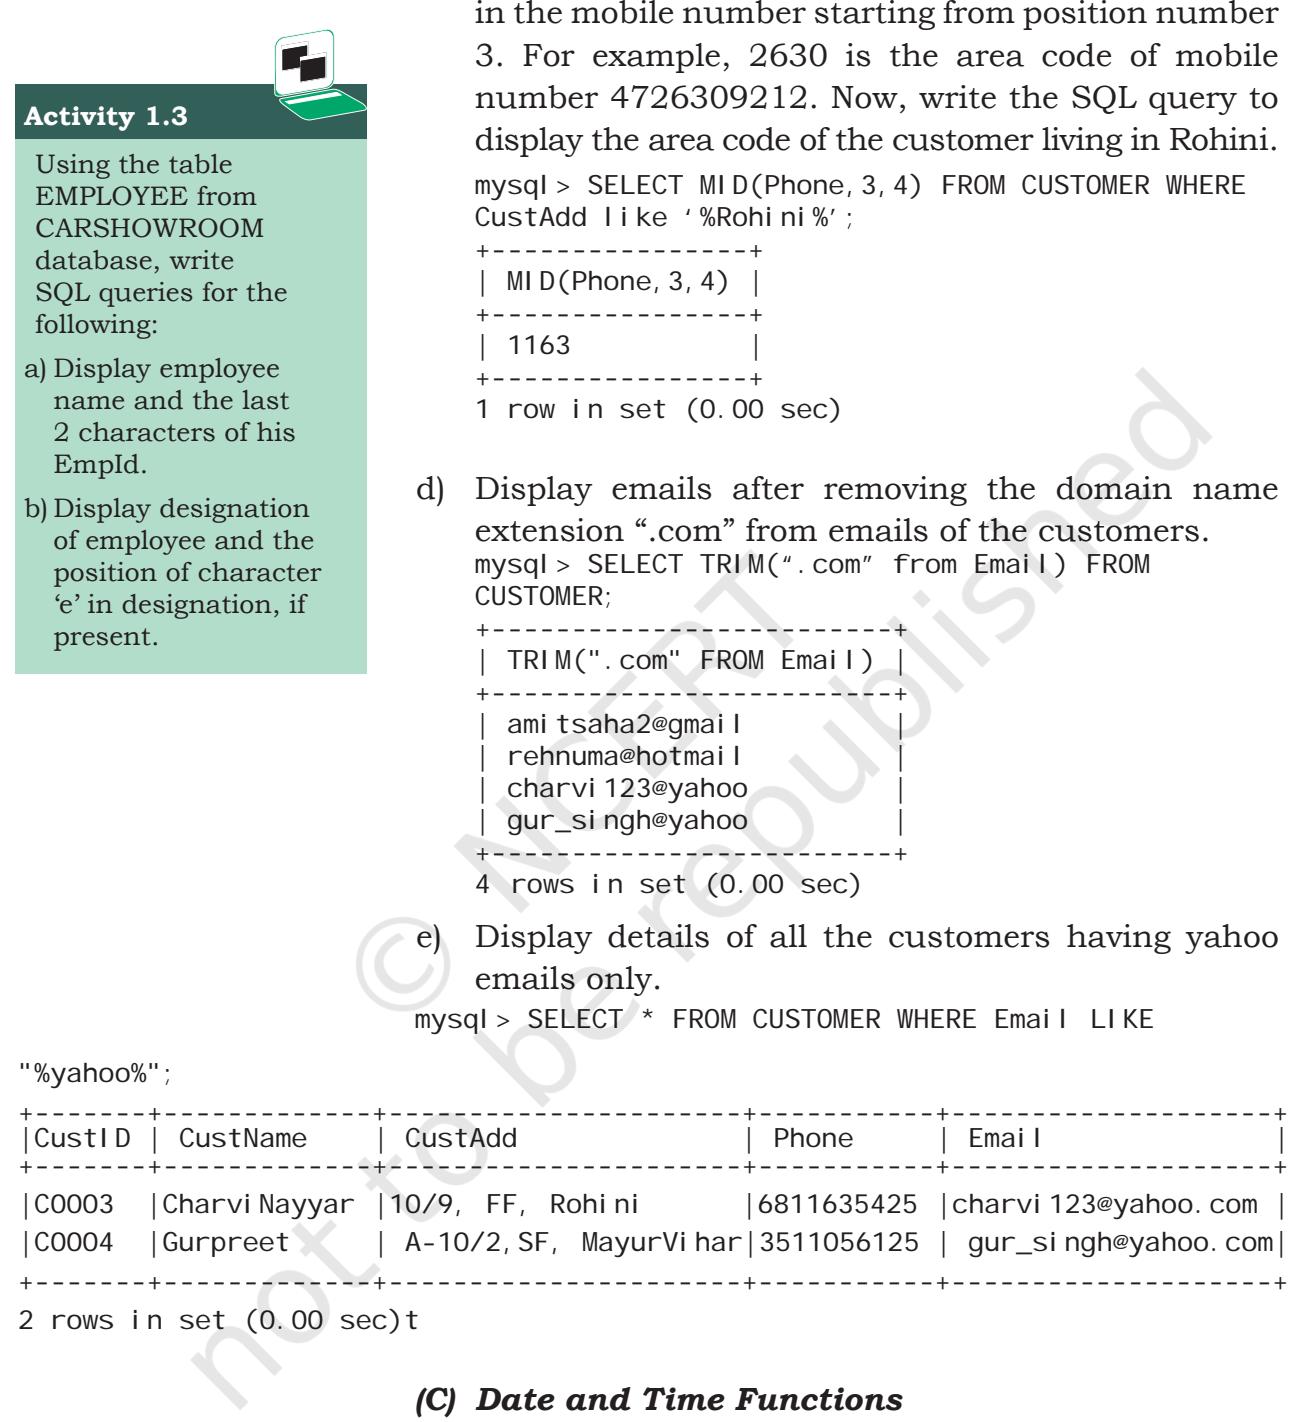 in the mobile number starting from position number
3. For example, 2630 is the area code of mobile
number 4726309212. Now, write the SQL query to
display the area code of the customer living in Rohini.
mysql> SELECT MID(Phone,3,4) FROM CUSTOMER WHERE
CustAdd like ‘%Rohini%’;
+----------------+
| MID(Phone,3,4) |
+----------------+
| 1163           |
+----------------+
1 row in set (0.00 sec)
Activity 1.3
Using the table
EMPLOYEE from
CARSHOWROOM
database, write
SQL queries for the
following:
a) Display employee
name and the last
2 characters of his
EmpId.
b) Display designation
of employee and the
position of character
‘e’ in designation, if
present.
d) Display emails after removing the domain name
extension “.com” from emails of the customers.
mysql> SELECT TRIM(“.com” from Email) FROM
CUSTOMER;
+-------------------------+
| TRIM(".com" FROM Email) |
+-------------------------+
| amitsaha2@gmail         |
| rehnuma@hotmail         |
| charvi123@yahoo         |
| gur_singh@yahoo         |
+-------------------------+
4 rows in set (0.00 sec)
e) Display details of all the customers having yahoo
emails only.
mysql> SELECT * FROM CUSTOMER WHERE Email LIKE
"%yahoo%";
+-------+-------------+----------------------+-----------+--------------------+
|CustID | CustName    | CustAdd              | Phone     | Email              |
+-------+-------------+----------------------+-----------+--------------------+
|C0003  |CharviNayyar |10/9, FF, Rohini      |6811635425 |charvi123@yahoo.com |
|C0004  |Gurpreet     | A-10/2,SF, MayurVihar|3511056125 | gur_singh@yahoo.com|
+-------+-------------+----------------------+-----------+--------------------+
2 rows in set (0.00 sec)t
(C) Date and Time Functions
© NCERT
not to be republished